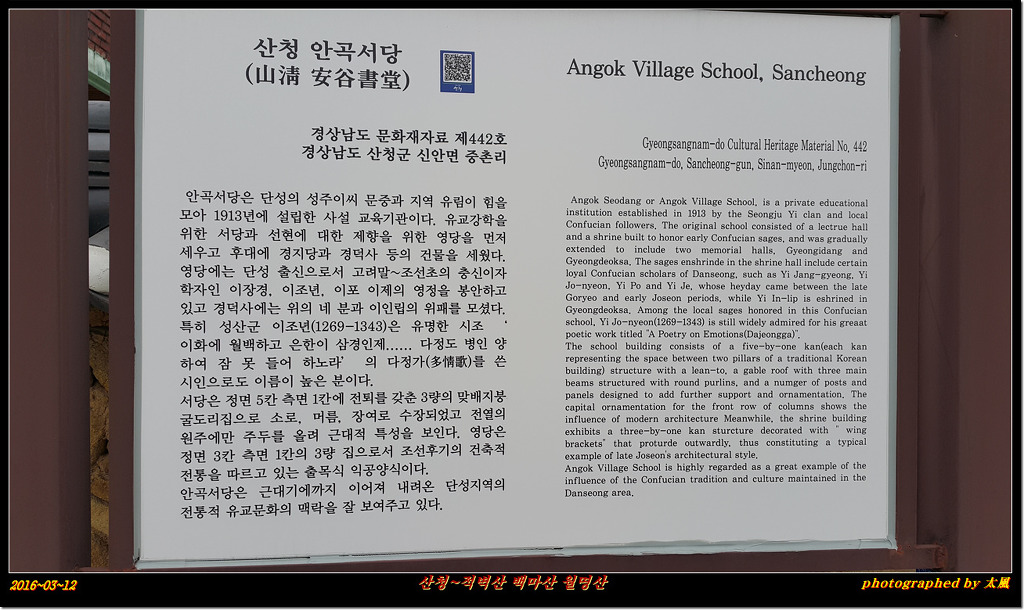 산청 안곡서당
(山淸 安谷書堂)
경상남도 문화재자료 제442호
경상남도 산청군 신안면 중촌리
안곡서당은 단성의 성주이씨 문중과 지역 유림이 힘을
모아 1913년에 설립한 사설 교육기관이다. 유교강학을
위한 서당과 선현에 대한 제향을 위한 영당을 먼저
세우고 후대에 경지당과 경덕사 등의 건물을 세웠다.
영당에는 단성 출신으로서 고려말~조선초의 충신이자
학자인 이장경, 이조년, 이포 이제의 영정을 봉안하고
있고 경덕사에는 위의 네 분과 이인립의 위패를 모셨다.
특히 성산군 이조년(1269-1343)은 유명한 시조 ‘
이화에 월백하고 은한이 삼경인제...... 다정도 병인 양
하여 잠 못 들어 하노라’ 의 다정가(多情歌)를 쓴
시인으로도 이름이 높은 분이다.
서당은 정면 5칸 측면 1칸에 전퇴를 갖춘 3량의 맞배지붕
굴도리집으로 소로, 머름, 장여로 수장되었고 전열의
원주에만 주두를 올려 근대적 특성을 보인다. 영당은
정면 3칸 측면 1칸의 3량 집으로서 조선후기의 건축적
전통을 따르고 있는 출목식 익공양식이다.
안곡서당은 근대기에까지 이어져 내려온 단성지역의
전통적 유교문화의 맥락을 잘 보여주고 있다.
Angok Village School, Sancheong
Gyeongsangnam-do Cultural Heritage Material No. 442
Gyeongsangnam-do, Sancheong-gun, Sinan-myeon, Jungchon-ri
Angok Seodang or Angok Village School, is a private educational
institution established in 1913 by the Seongju Yi clan and local
Confucian followers. The original school consisted of a lectrue hall
and a shrine built to honor early Confucian sages, and was gradually
extended to include two memorial halls, Gyeongidang and
Gyeongdeoksa. The sages enshrinde in the shrine hall include certain
loyal Confucian scholars of Danseong, such as Yi Jang-gyeong, Yi
Jo-nyeon, Yi Po and Yi Je, whose heyday came between the late
Goryeo and early Joseon periods, while Yi In-lip is eshrined in
Gyeongdeoksa. Among the local sages honored in this Confucian
school, Yi Jo-nyeon(1269-1343) is still widely admired for his greaat
poetic work titled "A Poetry on Emotions(Dajeongga)".
The school building consists of a five-by-one kan(each kan
representing the space between two pillars of a traditional Korean
building) structure with a lean-to, a gable roof with three main
beams structured with round purlins, and a numger of posts and
panels designed to add further support and ornamentation. The
capital ornamentation for the front row of columns shows the
influence of modern architecture Meanwhile, the shrine building
exhibits a three-by-one kan sturcture decorated with " wing
brackets" that proturde outwardly, thus constituting a typical
example of late Joseon's architectural style.
Angok Village School is highly regarded as a great example of the
influence of the Confucian tradition and culture maintained in the
Danseong area.
2016~03~12
산청~적벽산 백마산 월명산
photographed by 太風